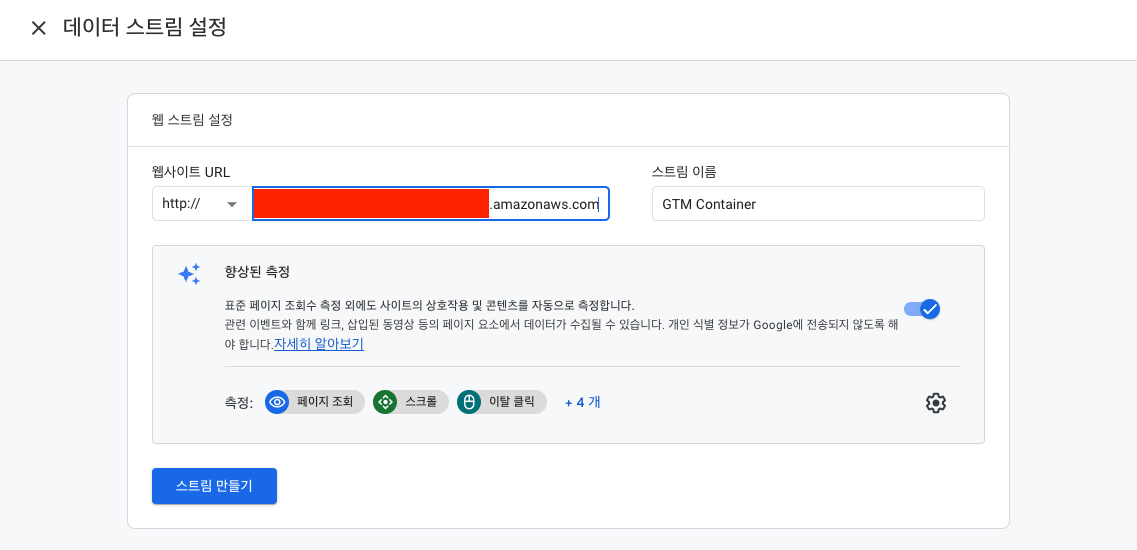 데이터 스트림 설정
웹 스트림 설정
웹사이트 URL
스트림 이름
http://
.amazonaws.com
GTM Container
향상된 측정
표준 페이지 조회수 측정 외에도 사이트의 상호작용 및 콘텐츠를 자동으로 측정합니다.
관련 이벤트와 함께 링크, 삽입된 동영상 등의 페이지 요소에서 데이터가 수집될 수 있습니다. 개인 식별 정보가 Google에 전송되지 않도록 해
야 합니다.자세히 알아보기
측정:
페이지 조회
스크롤
이탈 클릭
+ 4 개
스트림 만들기